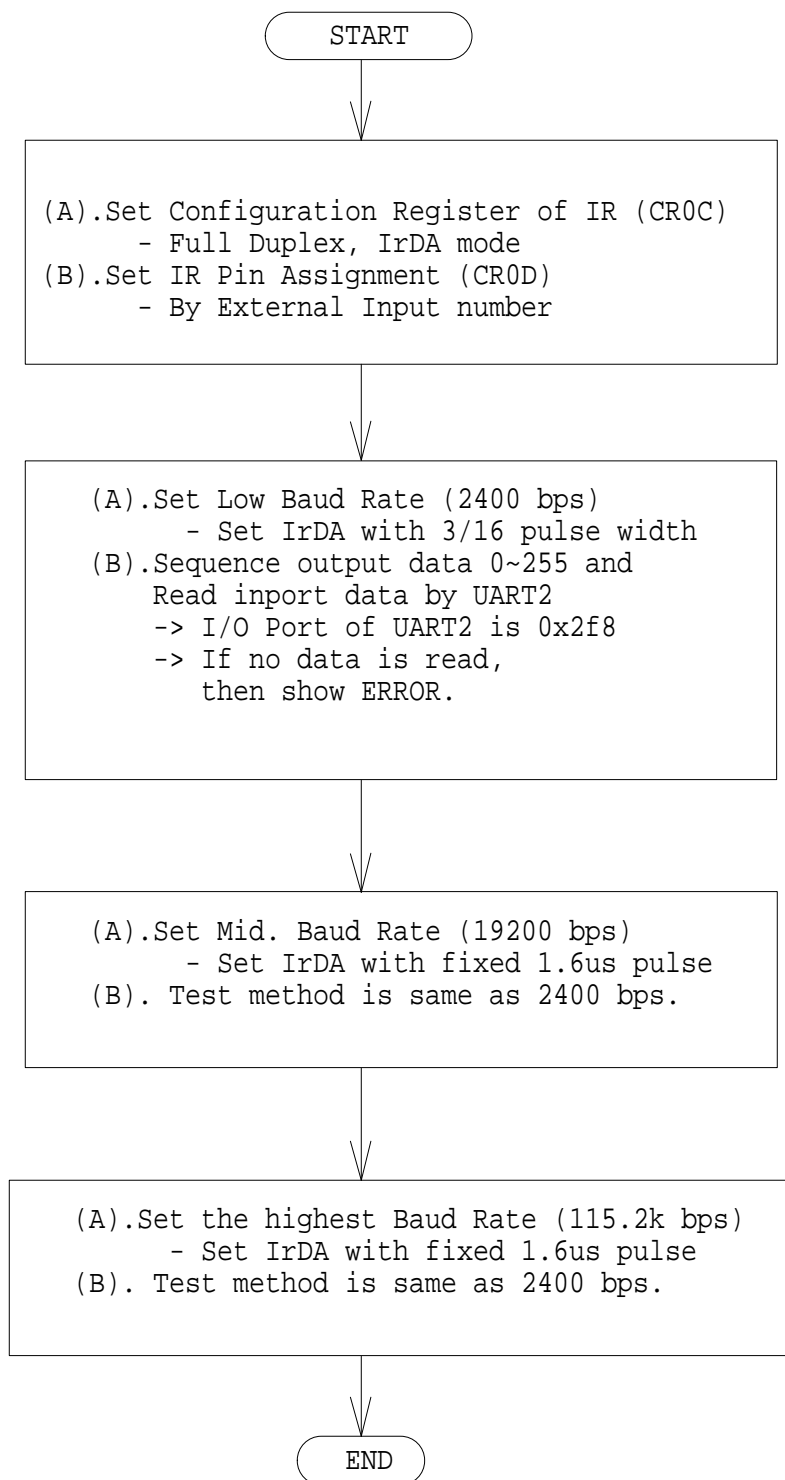 START
(A).Set Configuration Register of IR (CR0C)
- Full Duplex, IrDA mode
(B).Set IR Pin Assignment (CR0D)
- By External Input number
(A).Set Low Baud Rate (2400 bps)
- Set IrDA with 3/16 pulse width
(B).Sequence output data 0~255 and
Read inport data by UART2
-> I/O Port of UART2 is 0x2f8
-> If no data is read,
then show ERROR.
(A).Set Mid. Baud Rate (19200 bps)
- Set IrDA with fixed 1.6us pulse
(B). Test method is same as 2400 bps.
(A).Set the highest Baud Rate (115.2k bps)
- Set IrDA with fixed 1.6us pulse
(B). Test method is same as 2400 bps.
END